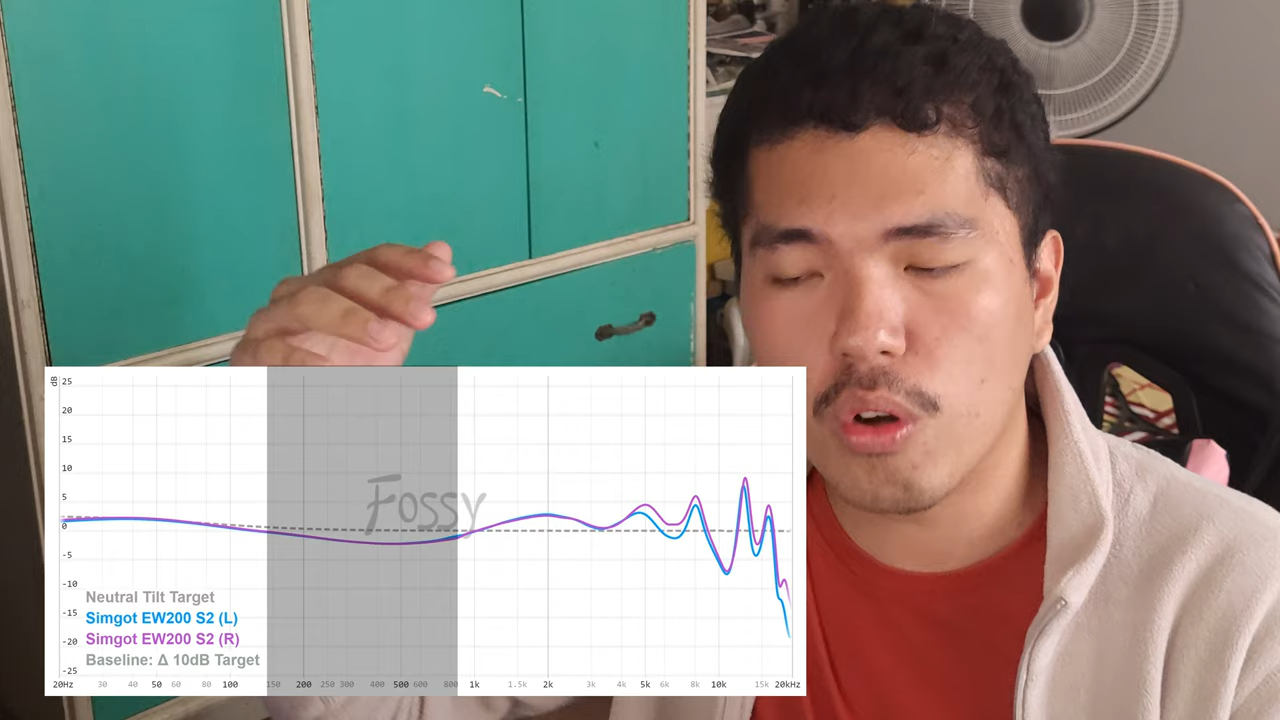 dB
25
20
15
10
5
0
-5
-10
-15
-20
-25
Fossy
Neutral Tilt Target
Simgot EW200 S2 (L)
Simgot EW200 S2 (R)
Baseline: Δ 10dB Target
20Hz 30 40 50 60 80 100 150 200 250 300 400 500 600 800 1k 1.5k 2k 3k 4k 5k 6k 8k 10k 15k 20kHz